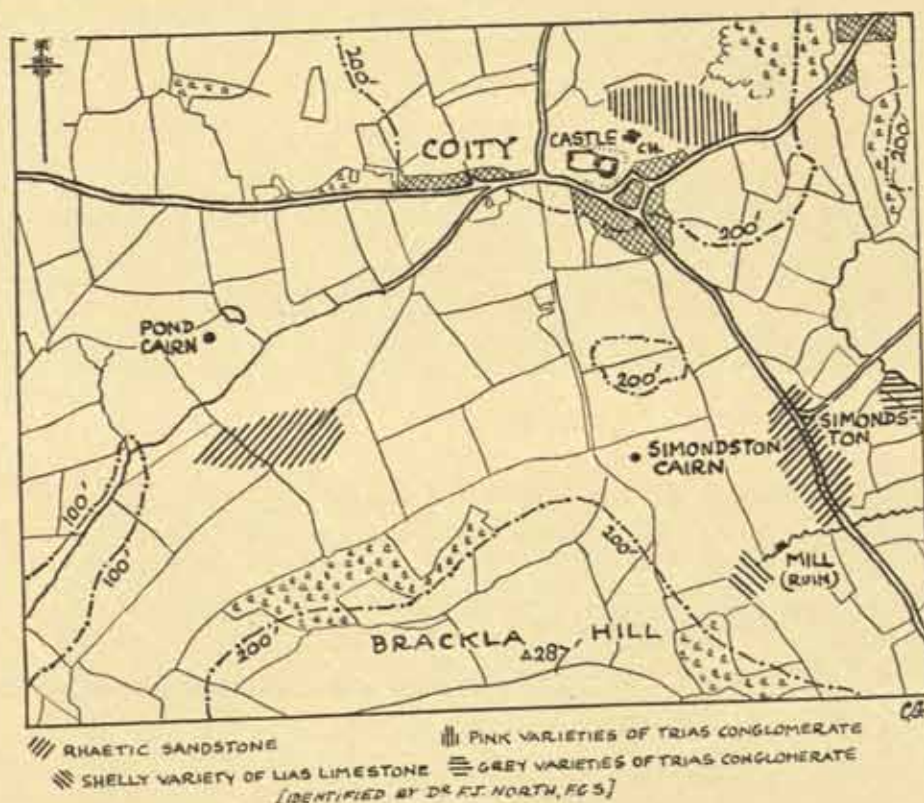 200'
COITY
CASTLE
CH.
200'
200'
POND
CAIRN
200'
SIMONDS-
TON
SIMONDSTON
CAIRN
100'
100'
200'
MILL
(RUIN)
200'
BRACKLA HILL
287
RHAETIC SANDSTONE
PINK VARIETIES OF TRIAS CONGLOMERATE
SHELLY VARIETY OF LIAS LIMESTONE
GREY VARIETIES OF TRIAS CONGLOMERATE
[IDENTIFIED BY DR F.J. NORTH, F.G.S]